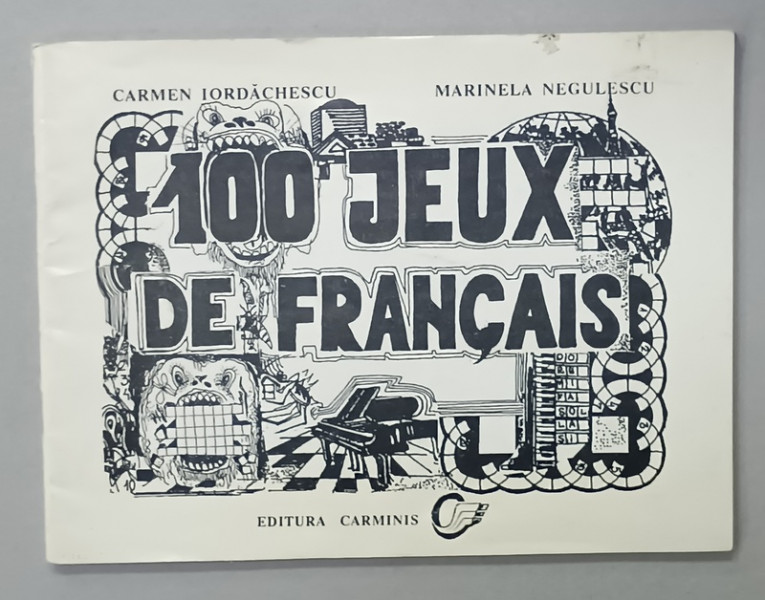 CARMEN IORDĂCHESCU MARINELA NEGULESCU
100 JEUX
DE FRANÇAIS
DO
RE
MI
FA
SOL
LA
SI
EDITURA CARMINIS